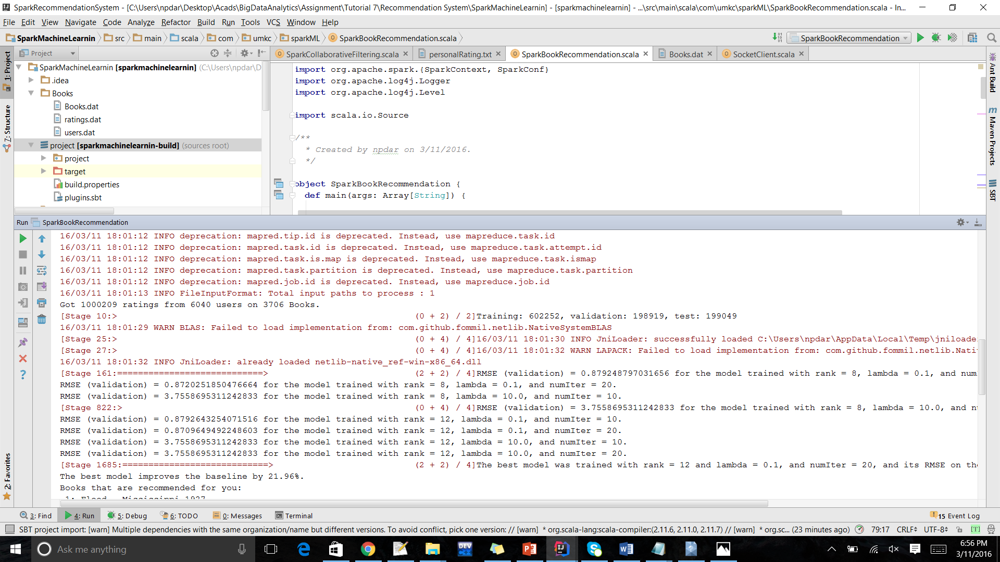 SparkRecommendationSystem - [C:\Users\npdar\Desktop\Acads\BigDataAnalytics\Assignment\Tutorial 7\Recommendation System\SparkMachineLearnin] - [sparkmachinelearnin] - ...\src\main\scala\com\umkc\sparkML\SparkBookRecommendation.scala - In...
File Edit View Navigate Code Analyze Refactor Build Run Tools VCS Window Help
SparkMachineLearnin src main scala com umkc sparkML SparkBookRecommendation.scala SparkBookRecommendation
Project SparkCollaborativeFiltering.scala personalRating.txt SparkBookRecommendation.scala Books.dat SocketClient.scala
1: Project
7: Structure
2: Favorites
SparkMachineLearnin [sparkmachinelearnin] (C:\Users\npdar\D
.idea
Books
Books.dat
ratings.dat
users.dat
project [sparkmachinelearnin-build] (sources root)
project
target
build.properties
plugins.sbt
import org.apache.spark.{SparkContext, SparkConf}
import org.apache.log4j.Logger
import org.apache.log4j.Level
import scala.io.Source
/**
* Created by npdar on 3/11/2016.
*/
object SparkBookRecommendation {
def main(args: Array[String]) {
Ant Build
m Maven Projects
SBT
Run SparkBookRecommendation
16/03/11 18:01:12 INFO deprecation: mapred.tip.id is deprecated. Instead, use mapreduce.task.id
16/03/11 18:01:12 INFO deprecation: mapred.task.id is deprecated. Instead, use mapreduce.task.attempt.id
16/03/11 18:01:12 INFO deprecation: mapred.task.is.map is deprecated. Instead, use mapreduce.task.ismap
16/03/11 18:01:12 INFO deprecation: mapred.task.partition is deprecated. Instead, use mapreduce.task.partition
16/03/11 18:01:12 INFO deprecation: mapred.job.id is deprecated. Instead, use mapreduce.job.id
16/03/11 18:01:13 INFO FileInputFormat: Total input paths to process : 1
Got 1000209 ratings from 6040 users on 3706 Books.
[Stage 10:> (0 + 2) / 2]Training: 602252, validation: 198919, test: 199049
16/03/11 18:01:29 WARN BLAS: Failed to load implementation from: com.github.fommil.netlib.NativeSystemBLAS
[Stage 25:> (0 + 4) / 4]16/03/11 18:01:30 INFO JniLoader: successfully loaded C:\Users\npdar\AppData\Local\Temp\jniloade
[Stage 27:> (0 + 4) / 4]16/03/11 18:01:32 WARN LAPACK: Failed to load implementation from: com.github.fommil.netlib.Nati
16/03/11 18:01:32 INFO JniLoader: already loaded netlib-native_ref-win-x86_64.dll
[Stage 161:============================> (2 + 2) / 4]RMSE (validation) = 0.879248797031656 for the model trained with rank = 8, lambda = 0.1, and num
RMSE (validation) = 0.8720251850476664 for the model trained with rank = 8, lambda = 0.1, and numIter = 20.
RMSE (validation) = 3.7558695311242833 for the model trained with rank = 8, lambda = 10.0, and numIter = 10.
[Stage 822:> (0 + 4) / 4]RMSE (validation) = 3.7558695311242833 for the model trained with rank = 8, lambda = 10.0, and n
RMSE (validation) = 0.8792643254071516 for the model trained with rank = 12, lambda = 0.1, and numIter = 10.
RMSE (validation) = 0.8709649492248603 for the model trained with rank = 12, lambda = 0.1, and numIter = 20.
RMSE (validation) = 3.7558695311242833 for the model trained with rank = 12, lambda = 10.0, and numIter = 10.
RMSE (validation) = 3.7558695311242833 for the model trained with rank = 12, lambda = 10.0, and numIter = 20.
[Stage 1685:============================> (2 + 2) / 4]The best model was trained with rank = 12 and lambda = 0.1, and numIter = 20, and its RMSE on the
The best model improves the baseline by 21.96%.
Books that are recommended for you:
1: Flood - Mississippi 1927
3: Find 4: Run 5: Debug 6: TODO 0: Messages Terminal 15 Event Log
SBT project import: [warn] Multiple dependencies with the same organization/name but different versions. To avoid conflict, pick one version: // [warn] * org.scala-lang:scala-compiler:(2.11.6, 2.11.0, 2.11.7) // [warn] * org.sc... (23 minutes ago) 79:17 CRLF UTF-8 [T]
Ask me anything DEV 6:56 PM
3/11/2016